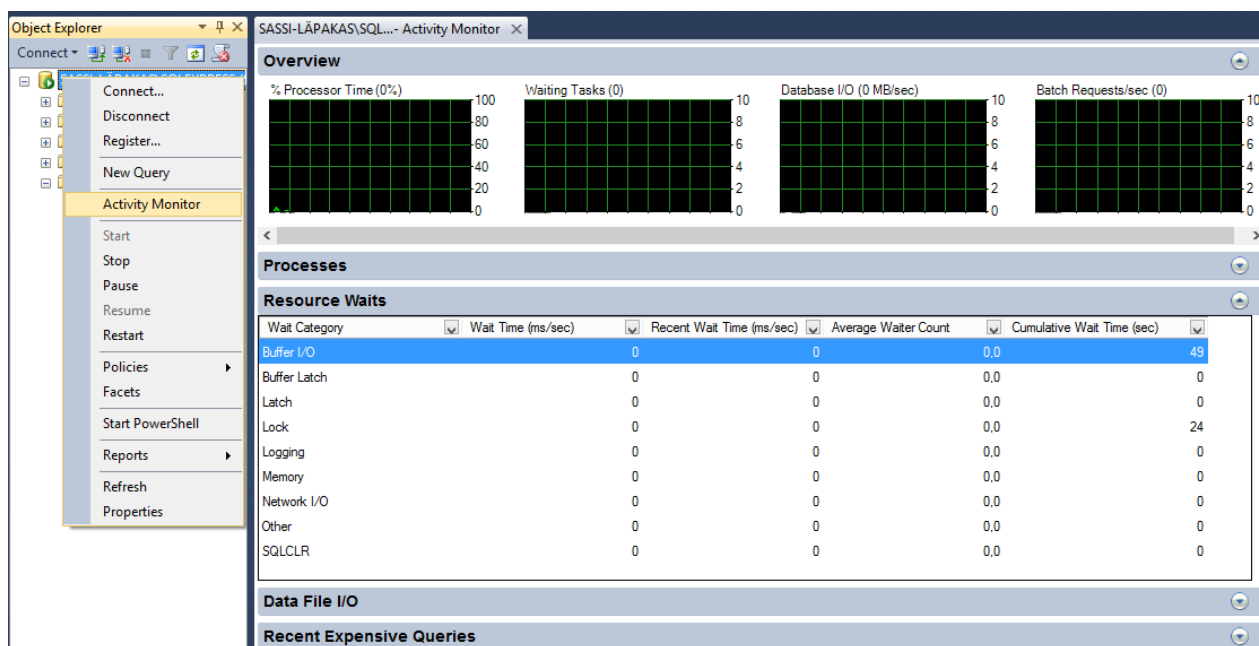 Object Explorer
Connect
Connect...
Disconnect
Register...
New Query
Activity Monitor
Start
Stop
Pause
Resume
Restart
Policies
Facets
Start PowerShell
Reports
Refresh
Properties
SASSI-LÄPAKAS\SQL...- Activity Monitor
Overview
% Processor Time (0%)
100
80
60
40
20
0
Waiting Tasks (0)
10
8
6
4
2
0
Database I/O (0 MB/sec)
10
8
6
4
2
0
Batch Requests/sec (0)
10
8
6
4
2
0
Processes
Resource Waits
Wait Category Wait Time (ms/sec) Recent Wait Time (ms/sec) Average Waiter Count Cumulative Wait Time (sec)
Buffer I/O 0 0 0,0 49
Buffer Latch 0 0 0,0 0
Latch 0 0 0,0 0
Lock 0 0 0,0 24
Logging 0 0 0,0 0
Memory 0 0 0,0 0
Network I/O 0 0 0,0 0
Other 0 0 0,0 0
SQLCLR 0 0 0,0 0
Data File I/O
Recent Expensive Queries